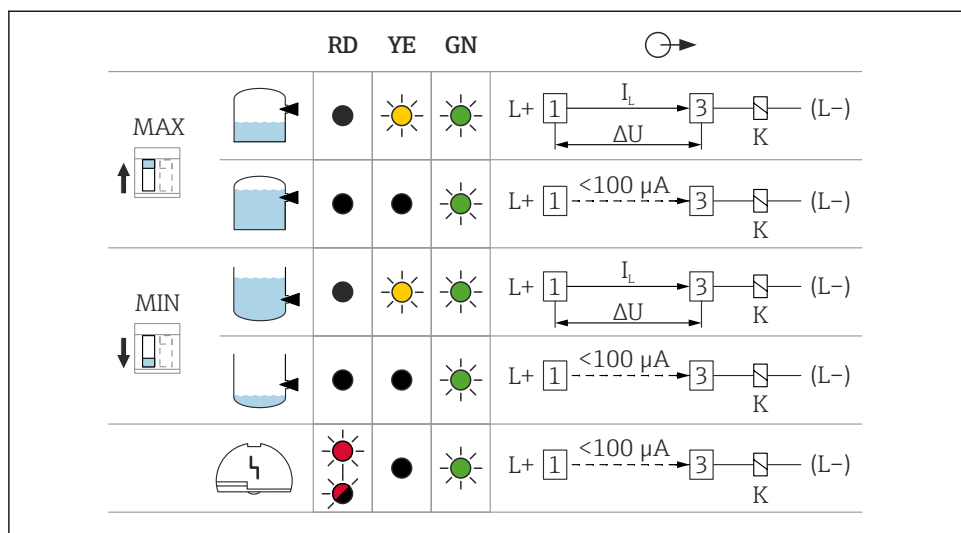 RD YE GN
MAX
L+ 1 I_L 3 (L−)
ΔU K
L+ 1 <100 µA 3 (L−)
K
MIN
L+ 1 I_L 3 (L−)
ΔU K
L+ 1 <100 µA 3 (L−)
K
L+ 1 <100 µA 3 (L−)
K